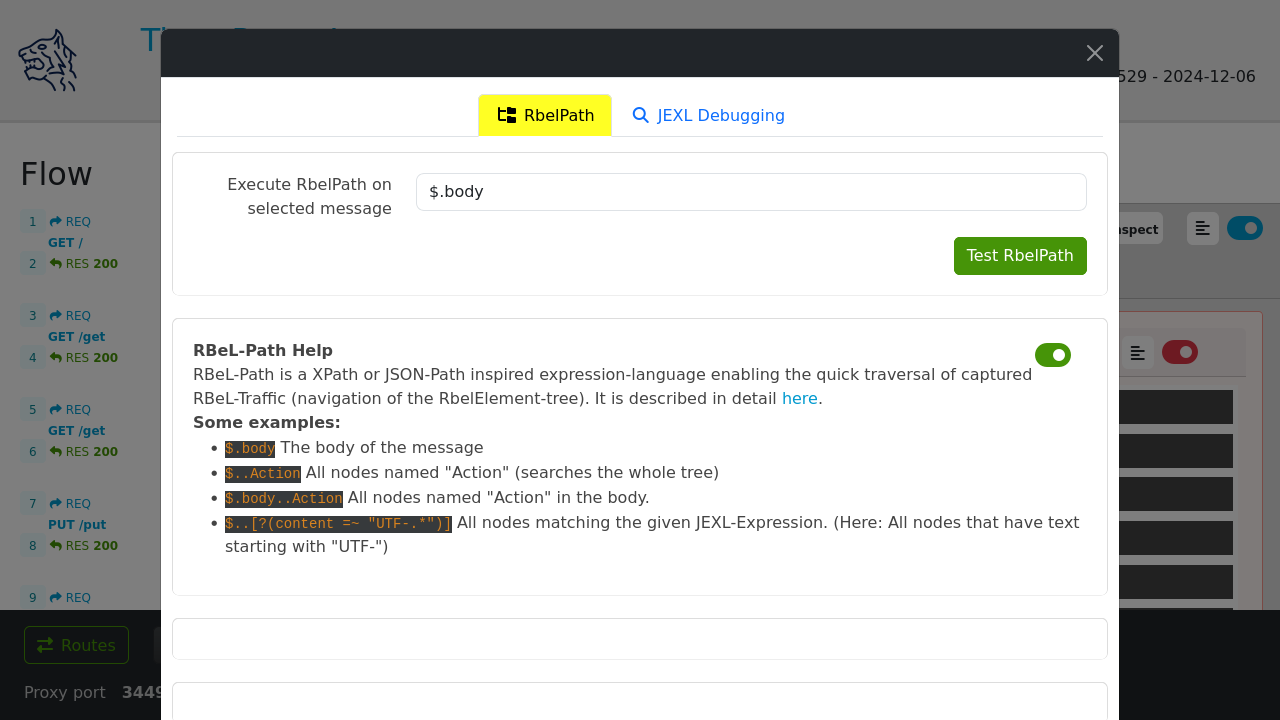 529 - 2024-12-06
RbelPath
JEXL Debugging
Execute RbelPath on
selected message
$.body
Test RbelPath
RBeL-Path Help
RBeL-Path is a XPath or JSON-Path inspired expression-language enabling the quick traversal of captured
RBeL-Traffic (navigation of the RbelElement-tree). It is described in detail here.
Some examples:
• $.body The body of the message
• $..Action All nodes named "Action" (searches the whole tree)
• $.body..Action All nodes named "Action" in the body.
• $..[?(content =~ "UTF-.*")] All nodes matching the given JEXL-Expression. (Here: All nodes that have text
starting with "UTF-")
Flow
1 REQ
GET /
2 RES 200
3 REQ
GET /get
4 RES 200
5 REQ
GET /get
6 RES 200
7 REQ
PUT /put
8 RES 200
9 REQ
Routes
Proxy port 3449